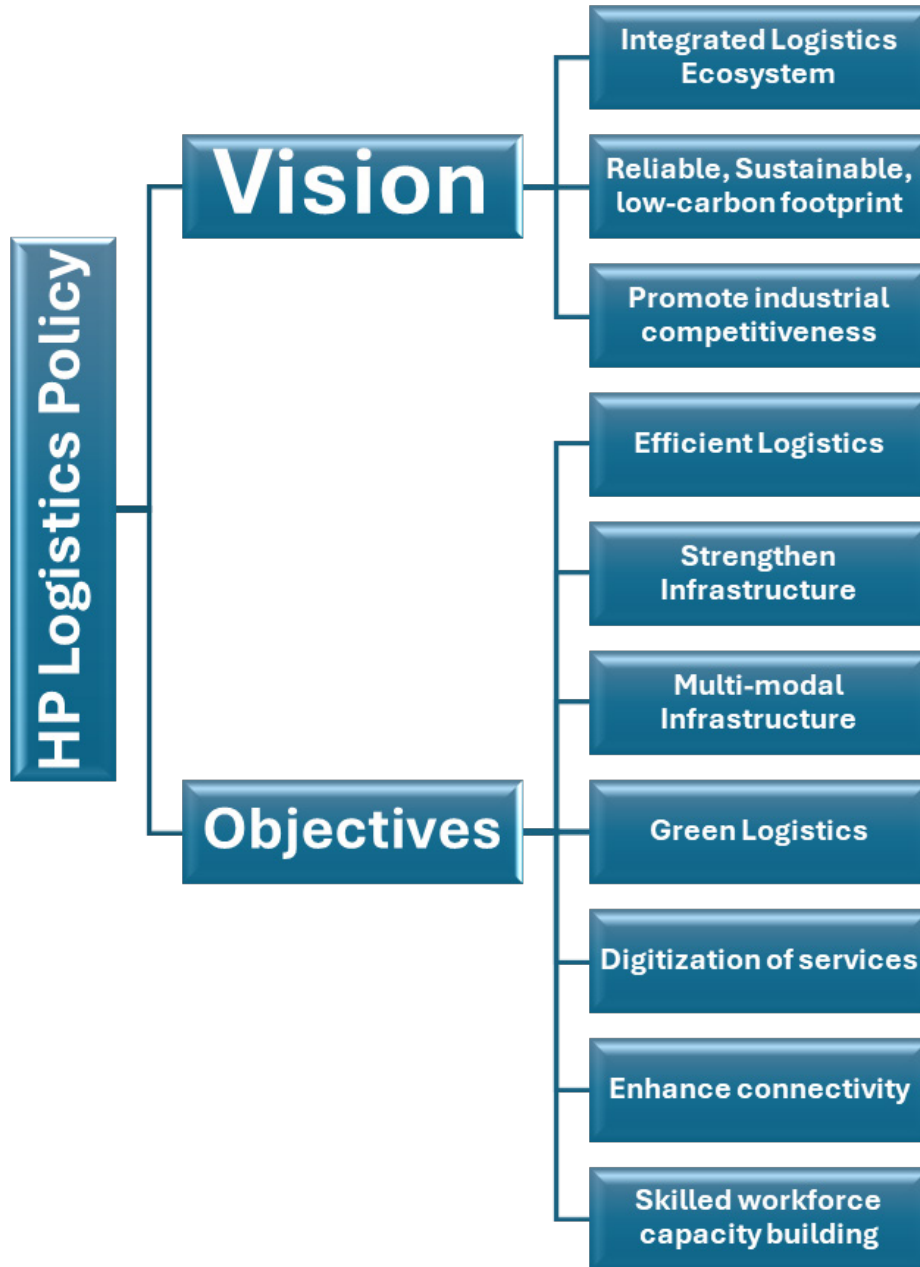 HP Logistics Policy
Vision
Integrated Logistics
Ecosystem
Reliable, Sustainable,
low-carbon footprint
Promote industrial
competitiveness
Objectives
Efficient Logistics
Strengthen
Infrastructure
Multi-modal
Infrastructure
Green Logistics
Digitization of services
Enhance connectivity
Skilled workforce
capacity building